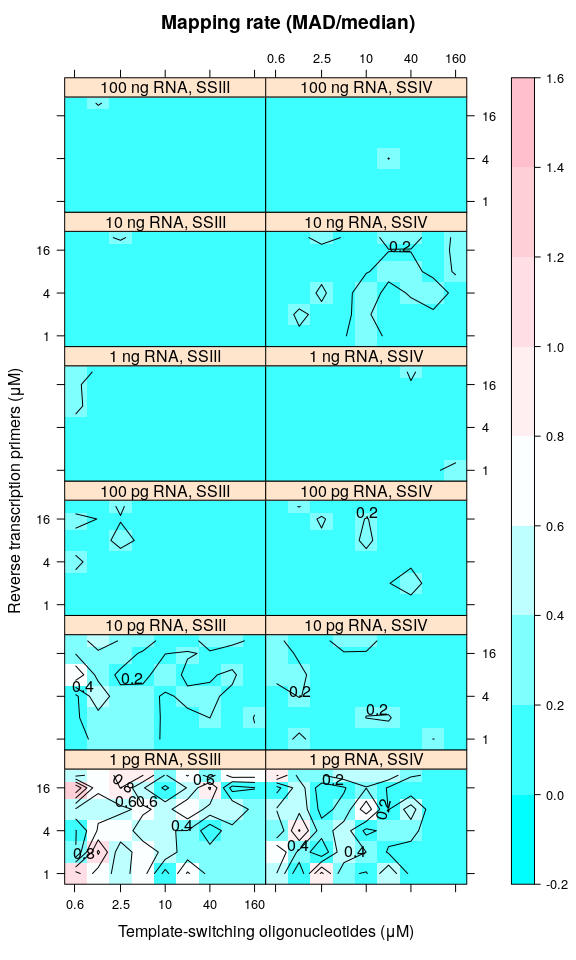 Mapping rate (MAD/median)
0.6 2.5 10 40 160
100 ng RNA, SSIII 100 ng RNA, SSIV
16
4
1
10 ng RNA, SSIII 10 ng RNA, SSIV
0.2
16
4
1
1 ng RNA, SSIII 1 ng RNA, SSIV
16
4
1
100 pg RNA, SSIII 100 pg RNA, SSIV
0.2
16
4
1
10 pg RNA, SSIII 10 pg RNA, SSIV
0.4 0.2 0.2 0.2
16
4
1
1 pg RNA, SSIII 1 pg RNA, SSIV
0.6 0.6 0.2
0.6 0.6 0.2
0.4
0.8 0.4 0.4
16
4
1
0.6 2.5 10 40 160
Template-switching oligonucleotides (µM)
Reverse transcription primers (µM)
1.6
1.4
1.2
1.0
0.8
0.6
0.4
0.2
0.0
-0.2